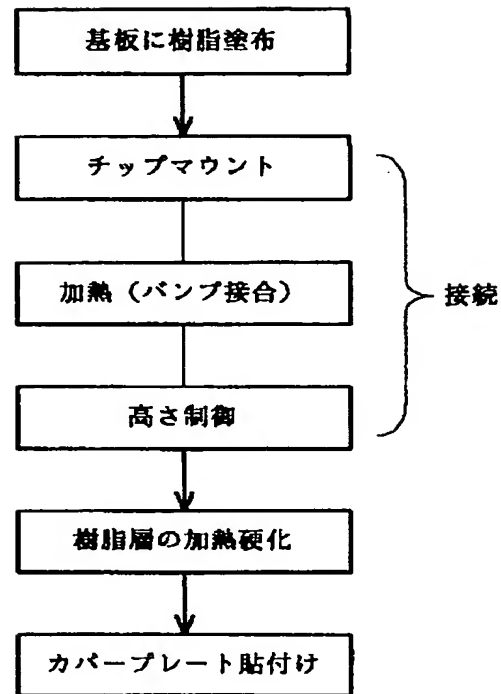 基板に樹脂塗布
チップマウント
加熱（バンプ接合）
接続
高さ制御
樹脂層の加熱硬化
カバープレート貼付け